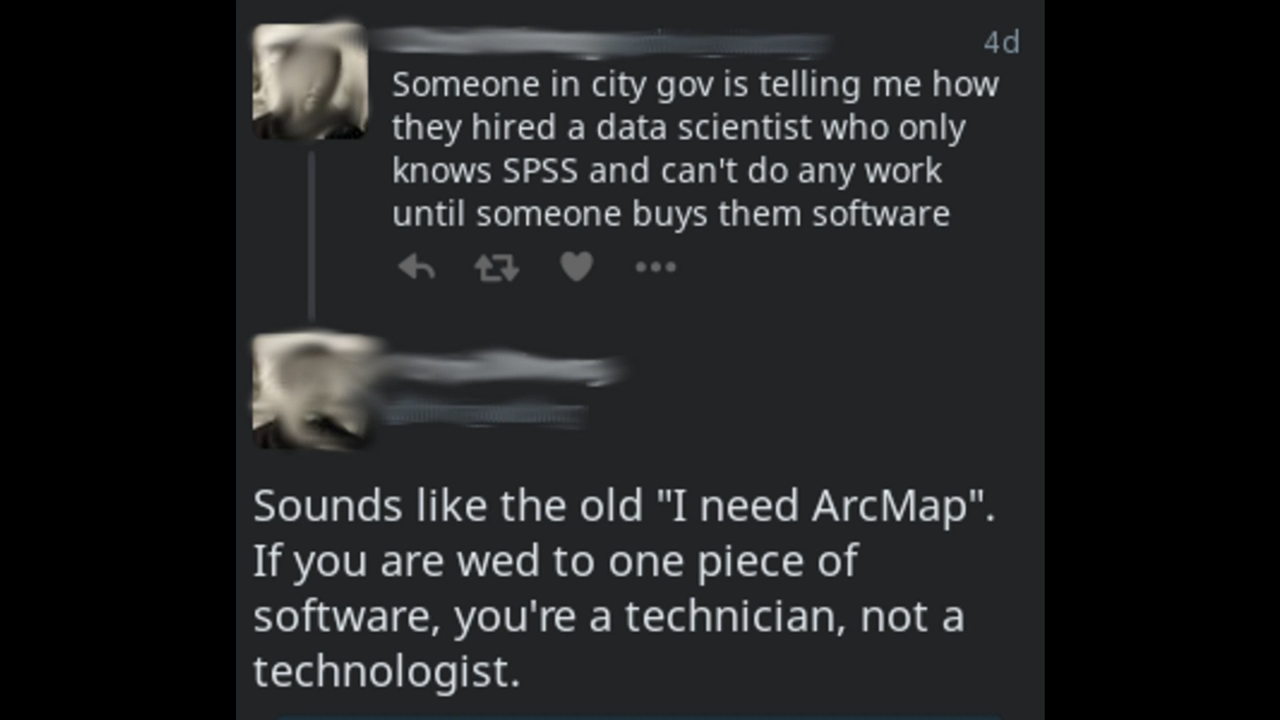 4d
Someone in city gov is telling me how
they hired a data scientist who only
knows SPSS and can't do any work
until someone buys them software
Sounds like the old "I need ArcMap".
If you are wed to one piece of
software, you're a technician, not a
technologist.